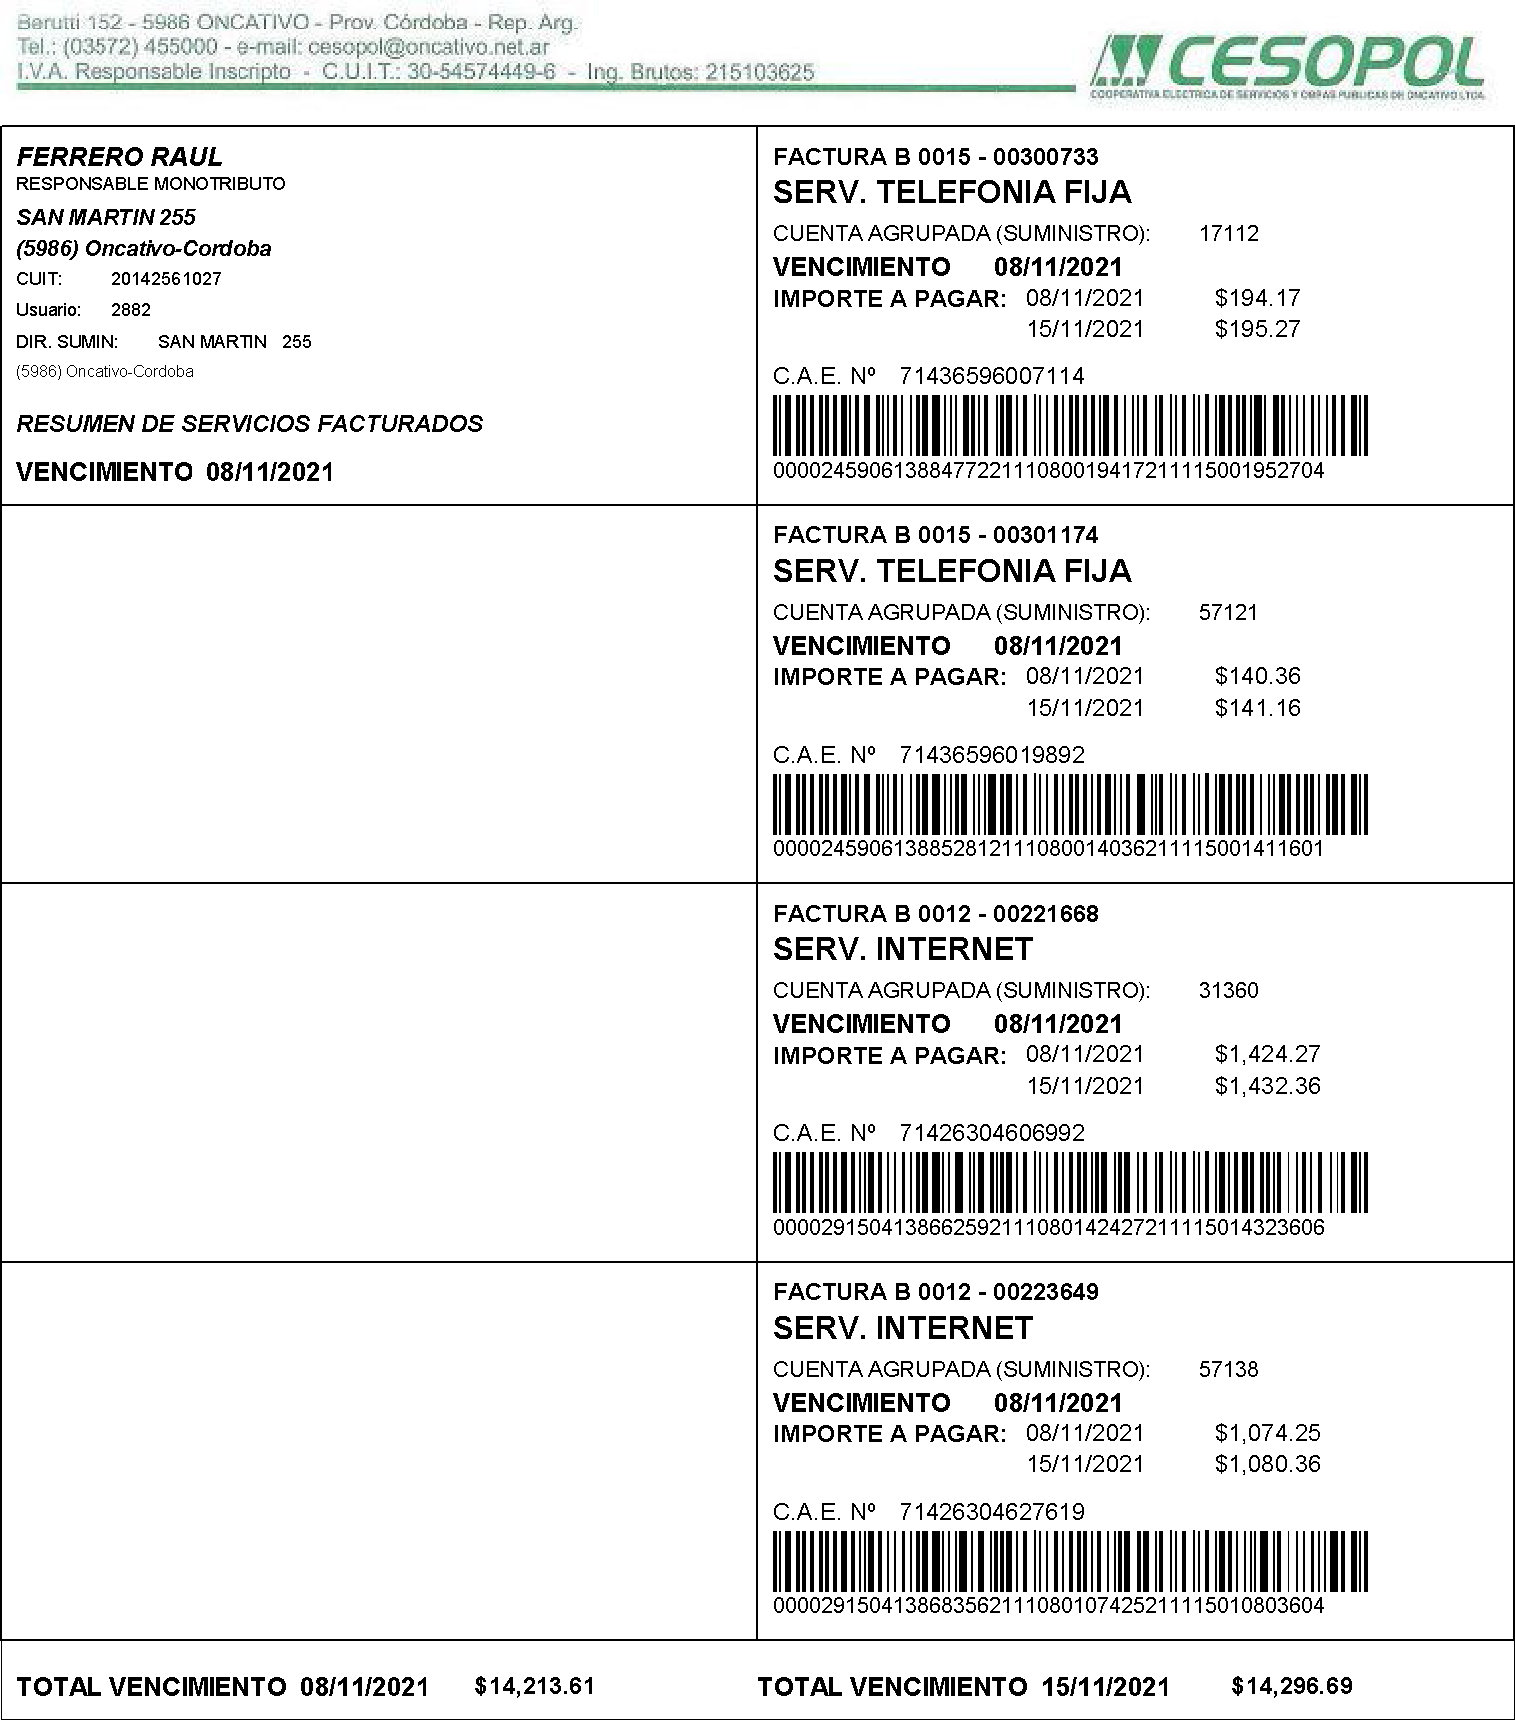 Berutti 152 - 5986 ONCATIVO - Prov. Córdoba - Rep. Arg.
Tel.: (03572) 455000 - e-mail: cesopol@oncativo.net.ar
I.V.A. Responsable Inscripto - C.U.I.T.: 30-54574449-6 - Ing. Brutos: 215103625
CESOPOL
COOPERATIVA ELECTRICA DE SERVICIOS Y OBRAS PUBLICAS DE ONCATIVO LTDA.
FERRERO RAUL
RESPONSABLE MONOTRIBUTO
SAN MARTIN 255
(5986) Oncativo-Cordoba
CUIT: 20142561027
Usuario: 2882
DIR. SUMIN: SAN MARTIN 255
(5986) Oncativo-Cordoba
RESUMEN DE SERVICIOS FACTURADOS
VENCIMIENTO 08/11/2021
FACTURA B 0015 - 00300733
SERV. TELEFONIA FIJA
CUENTA AGRUPADA (SUMINISTRO): 17112
VENCIMIENTO 08/11/2021
IMPORTE A PAGAR: 08/11/2021 $194.17
15/11/2021 $195.27
C.A.E. Nº 71436596007114
00002459061388477221110800194172111150019 52704
FACTURA B 0015 - 00301174
SERV. TELEFONIA FIJA
CUENTA AGRUPADA (SUMINISTRO): 57121
VENCIMIENTO 08/11/2021
IMPORTE A PAGAR: 08/11/2021 $140.36
15/11/2021 $141.16
C.A.E. Nº 71436596019892
0000245906138852812111080014036211115001411601
FACTURA B 0012 - 00221668
SERV. INTERNET
CUENTA AGRUPADA (SUMINISTRO): 31360
VENCIMIENTO 08/11/2021
IMPORTE A PAGAR: 08/11/2021 $1,424.27
15/11/2021 $1,432.36
C.A.E. Nº 71426304606992
0000291504138662592111080142427211115014323606
FACTURA B 0012 - 00223649
SERV. INTERNET
CUENTA AGRUPADA (SUMINISTRO): 57138
VENCIMIENTO 08/11/2021
IMPORTE A PAGAR: 08/11/2021 $1,074.25
15/11/2021 $1,080.36
C.A.E. Nº 71426304627619
0000291504138683562111080107425211115010803604
TOTAL VENCIMIENTO 08/11/2021 $14,213.61 TOTAL VENCIMIENTO 15/11/2021 $14,296.69